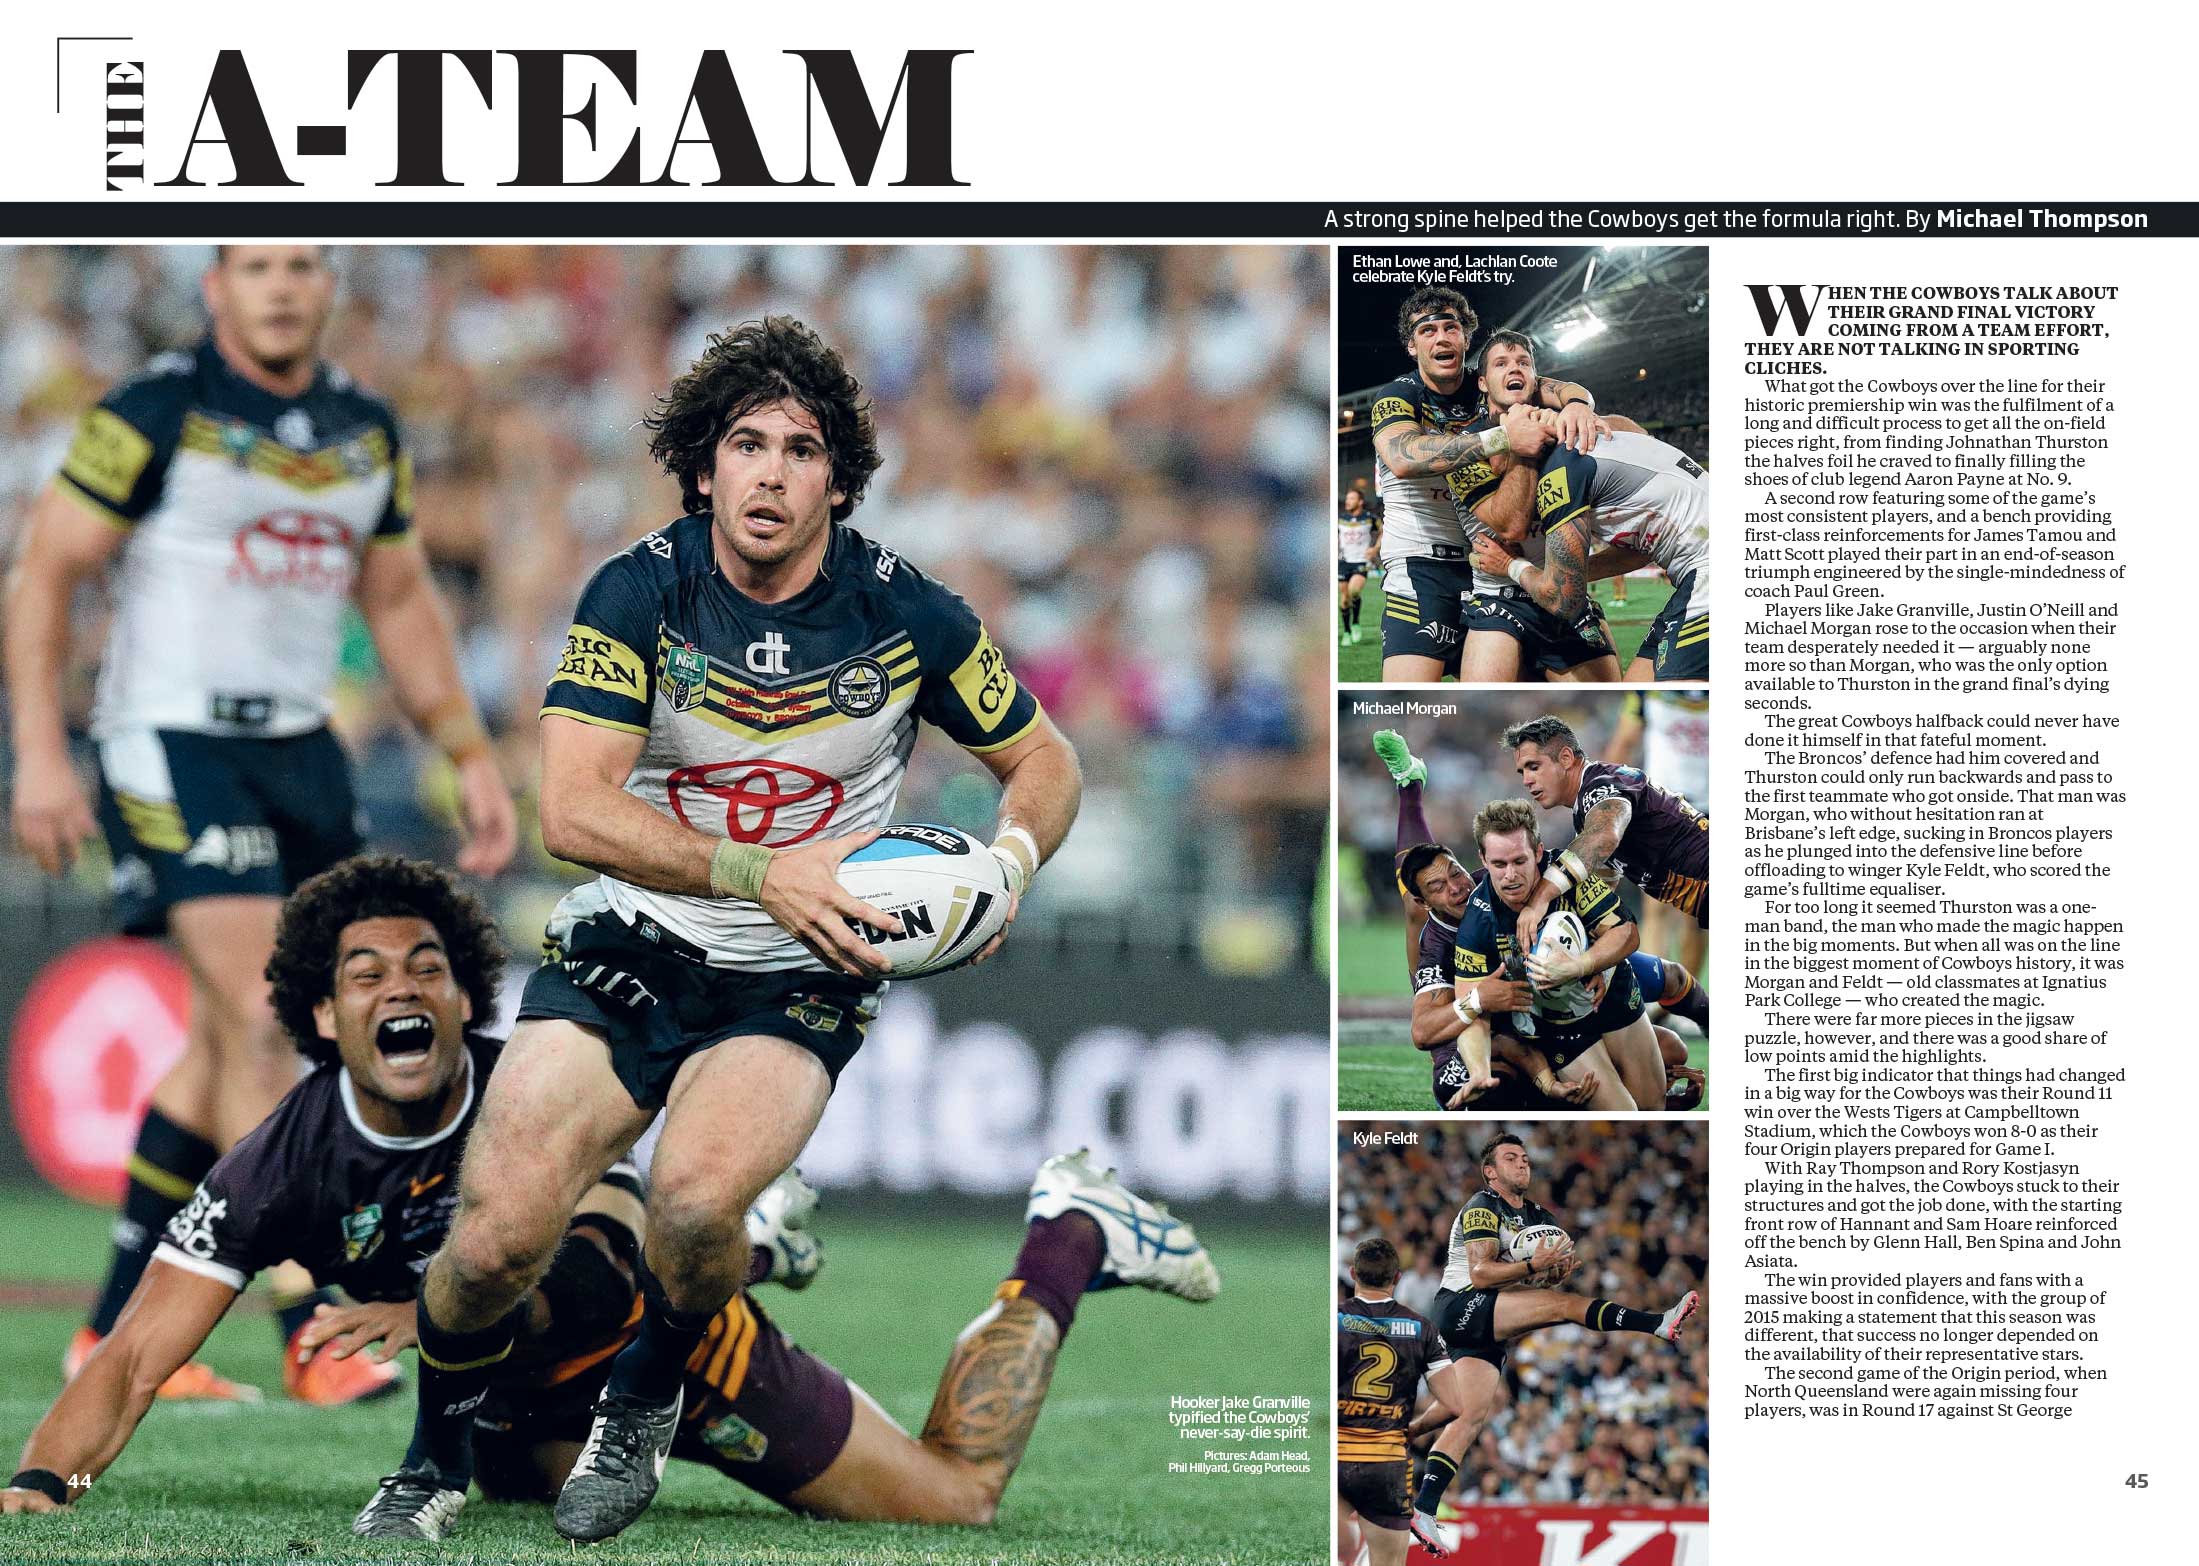 THE
A-TEAM
A strong spine helped the Cowboys get the formula right. By Michael Thompson
BRIS
CLEAN
NRL
dt
ISC
COWBOYS
BRIS
CLEAN
STEEDEN
JLT
JLT
Hooker Jake Granville
typified the Cowboys’
never-say-die spirit.
Pictures: Adam Head,
Phil Hillyard, Gregg Porteous
44
Ethan Lowe and, Lachlan Coote
celebrate Kyle Feldt’s try.
BRIS
CLEAN
JLT
Michael Morgan
Kyle Feldt
BRIS
CLEAN
STEEDEN
WorkPac
ISC
William HILL
2
WHEN THE COWBOYS TALK ABOUT
THEIR GRAND FINAL VICTORY
COMING FROM A TEAM EFFORT,
THEY ARE NOT TALKING IN SPORTING
CLICHES.
What got the Cowboys over the line for their
historic premiership win was the fulfilment of a
long and difficult process to get all the on-field
pieces right, from finding Johnathan Thurston
the halves foil he craved to finally filling the
shoes of club legend Aaron Payne at No. 9.
A second row featuring some of the game’s
most consistent players, and a bench providing
first-class reinforcements for James Tamou and
Matt Scott played their part in an end-of-season
triumph engineered by the single-mindedness of
coach Paul Green.
Players like Jake Granville, Justin O’Neill and
Michael Morgan rose to the occasion when their
team desperately needed it — arguably none
more so than Morgan, who was the only option
available to Thurston in the grand final’s dying
seconds.
The great Cowboys halfback could never have
done it himself in that fateful moment.
The Broncos’ defence had him covered and
Thurston could only run backwards and pass to
the first teammate who got onside. That man was
Morgan, who without hesitation ran at
Brisbane’s left edge, sucking in Broncos players
as he plunged into the defensive line before
offloading to winger Kyle Feldt, who scored the
game’s fulltime equaliser.
For too long it seemed Thurston was a one-
man band, the man who made the magic happen
in the big moments. But when all was on the line
in the biggest moment of Cowboys history, it was
Morgan and Feldt — old classmates at Ignatius
Park College — who created the magic.
There were far more pieces in the jigsaw
puzzle, however, and there was a good share of
low points amid the highlights.
The first big indicator that things had changed
in a big way for the Cowboys was their Round 11
win over the Wests Tigers at Campbelltown
Stadium, which the Cowboys won 8-0 as their
four Origin players prepared for Game I.
With Ray Thompson and Rory Kostjasyn
playing in the halves, the Cowboys stuck to their
structures and got the job done, with the starting
front row of Hannant and Sam Hoare reinforced
off the bench by Glenn Hall, Ben Spina and John
Asiata.
The win provided players and fans with a
massive boost in confidence, with the group of
2015 making a statement that this season was
different, that success no longer depended on
the availability of their representative stars.
The second game of the Origin period, when
North Queensland were again missing four
players, was in Round 17 against St George
45